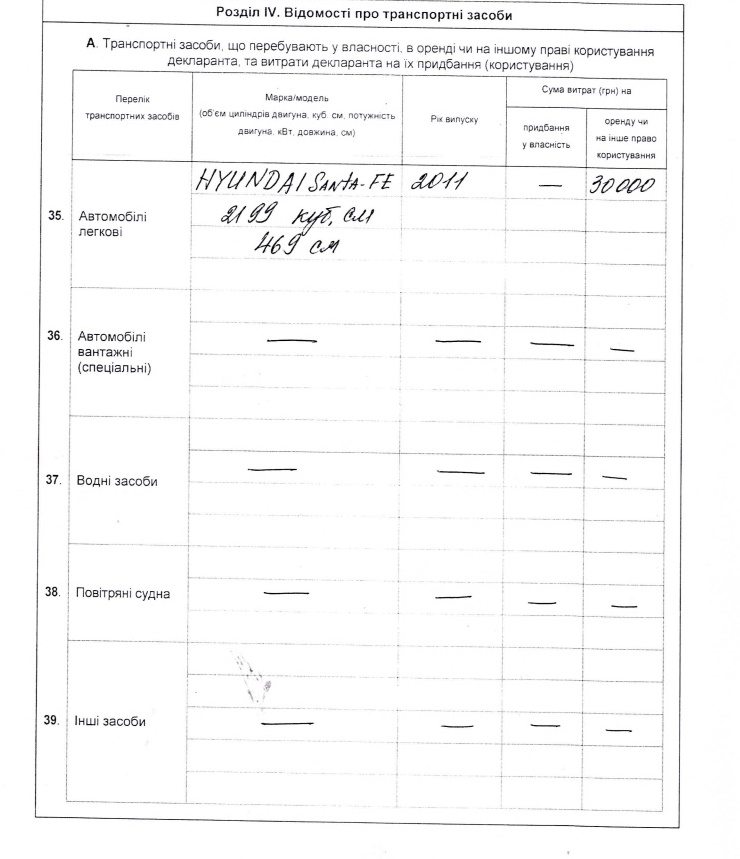 Розділ IV. Відомості про транспортні засоби
А. Транспортні засоби, що перебувають у власності, в оренді чи на іншому праві користування
декларанта, та витрати декларанта на їх придбання (користування)
Перелік
транспортних засобів
Марка/модель
(об'єм циліндрів двигуна, куб. см, потужність
двигуна, кВт, довжина, см)
Рік випуску
Сума витрат (грн) на
придбання
у власність
оренду чи
на інше право
користування
35. Автомобілі
легкові
HYUNDAI SANTA-FE 2011 — 30000
2199 куб, см
469 см
36. Автомобілі
вантажні
(спеціальні)
— — — —
37. Водні засоби
— — — —
38. Повітряні судна — — — —
39. Інші засоби — — — —